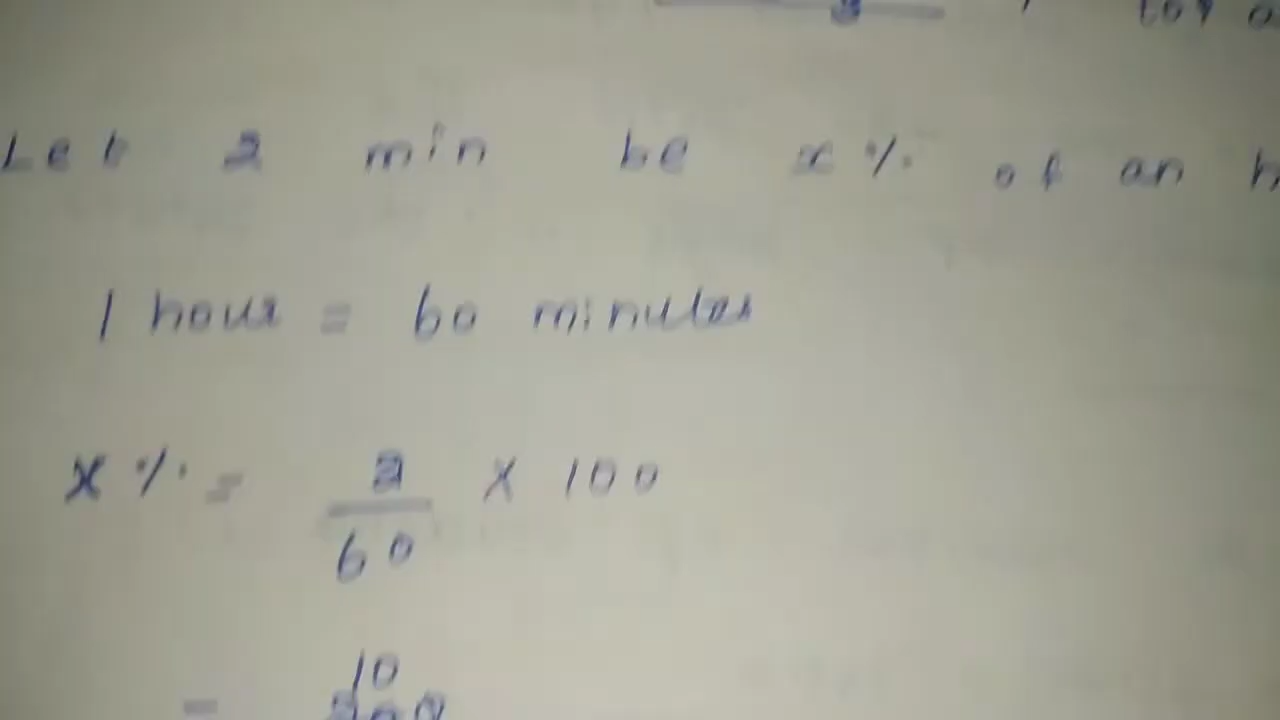 Let 2 min be x% of an h
1 hour = 60 minutes
x% = 2/60 × 100
= 10